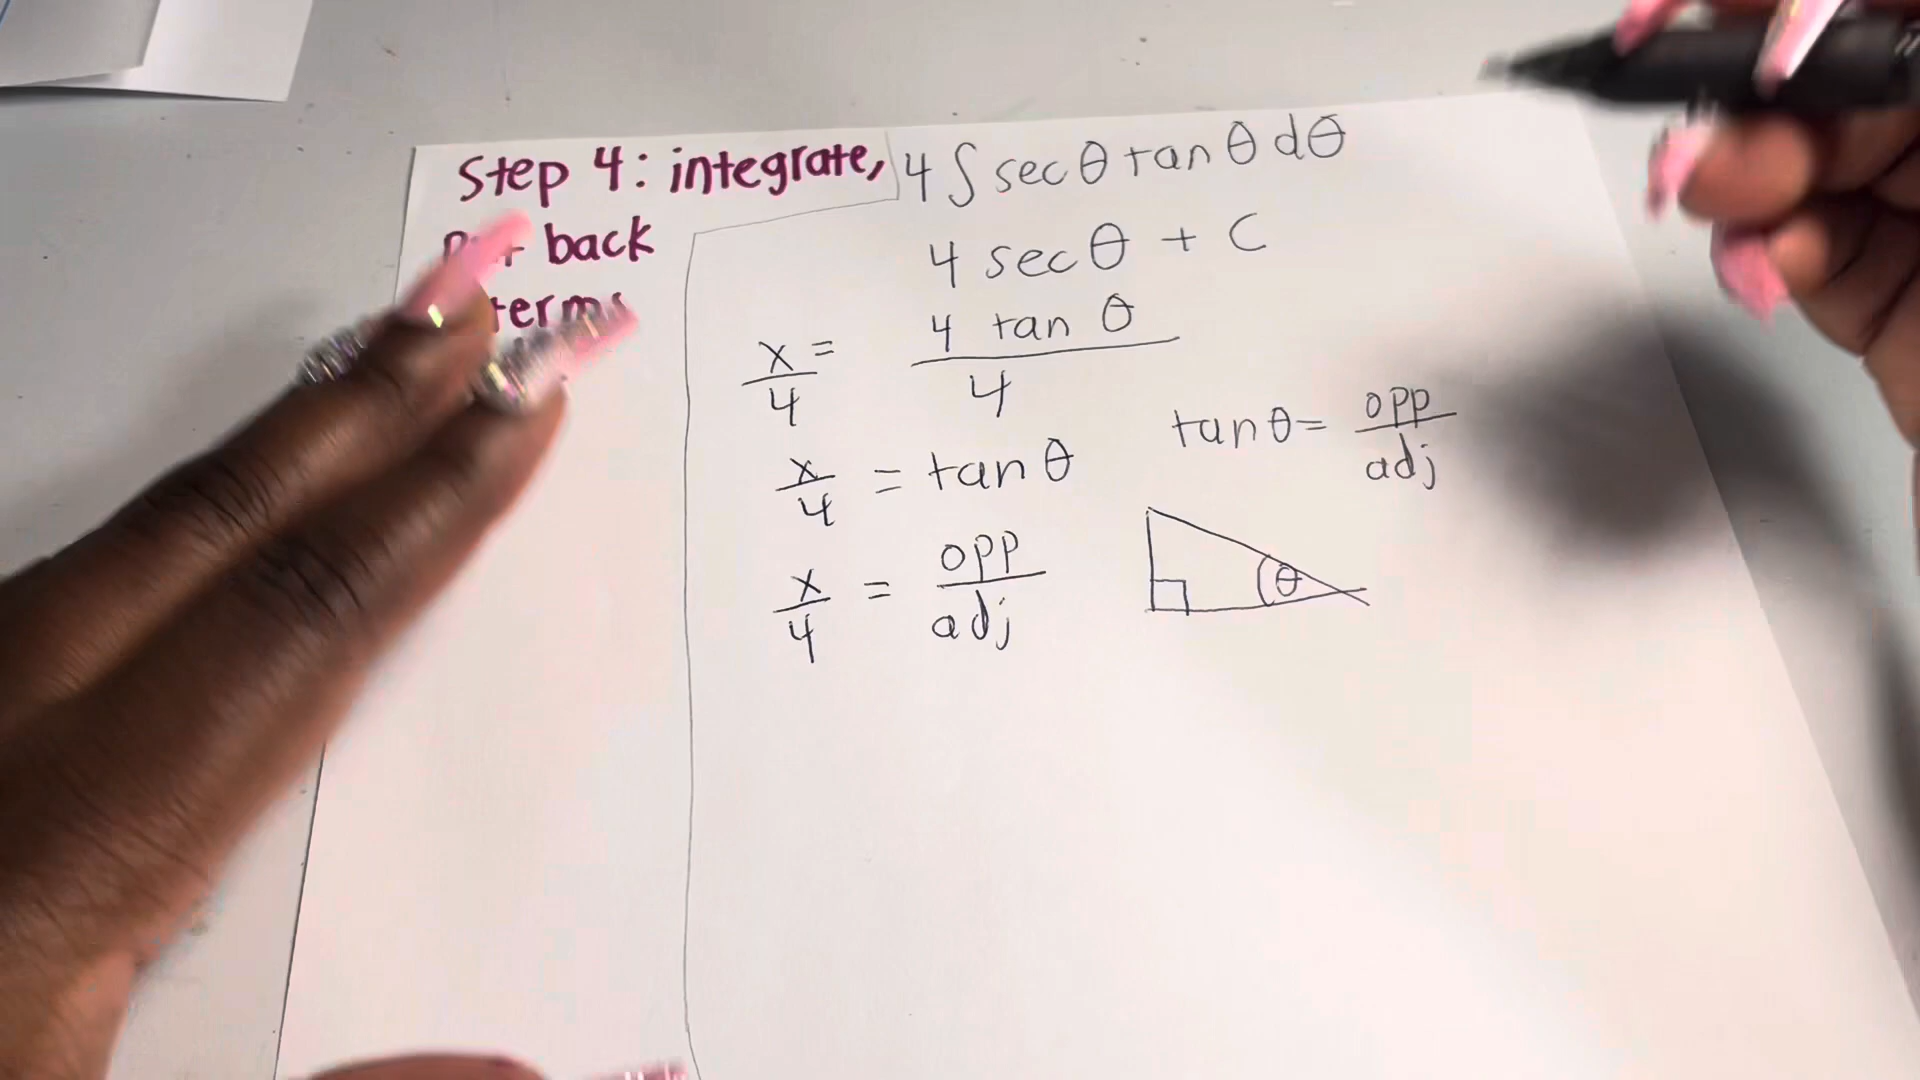 Step 4: integrate,
back
terms
4 ∫ sec θ tan θ dθ
4 sec θ + C
x/4 = 4 tan θ/4
x/4 = tan θ
tan θ = opp/adj
x/4 = opp/adj
θ